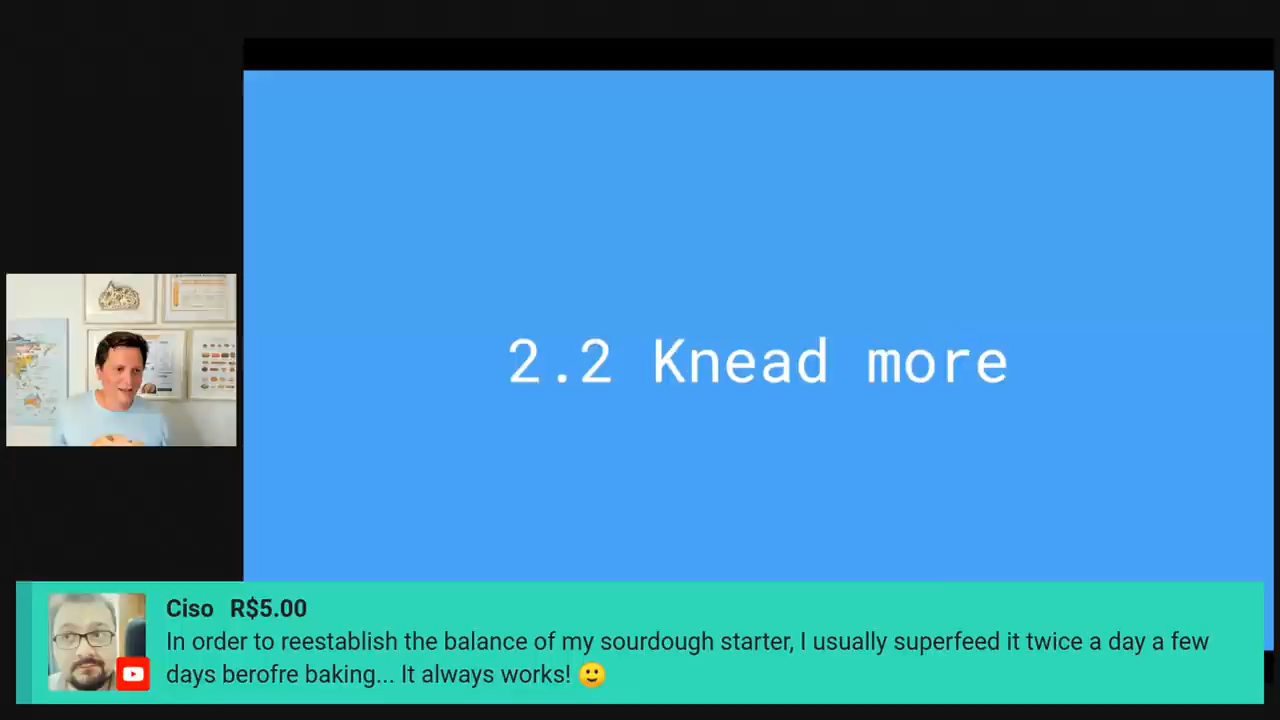 2.2 Knead more
Ciso R$5.00
In order to reestablish the balance of my sourdough starter, I usually superfeed it twice a day a few
days berofre baking... It always works! 🙂